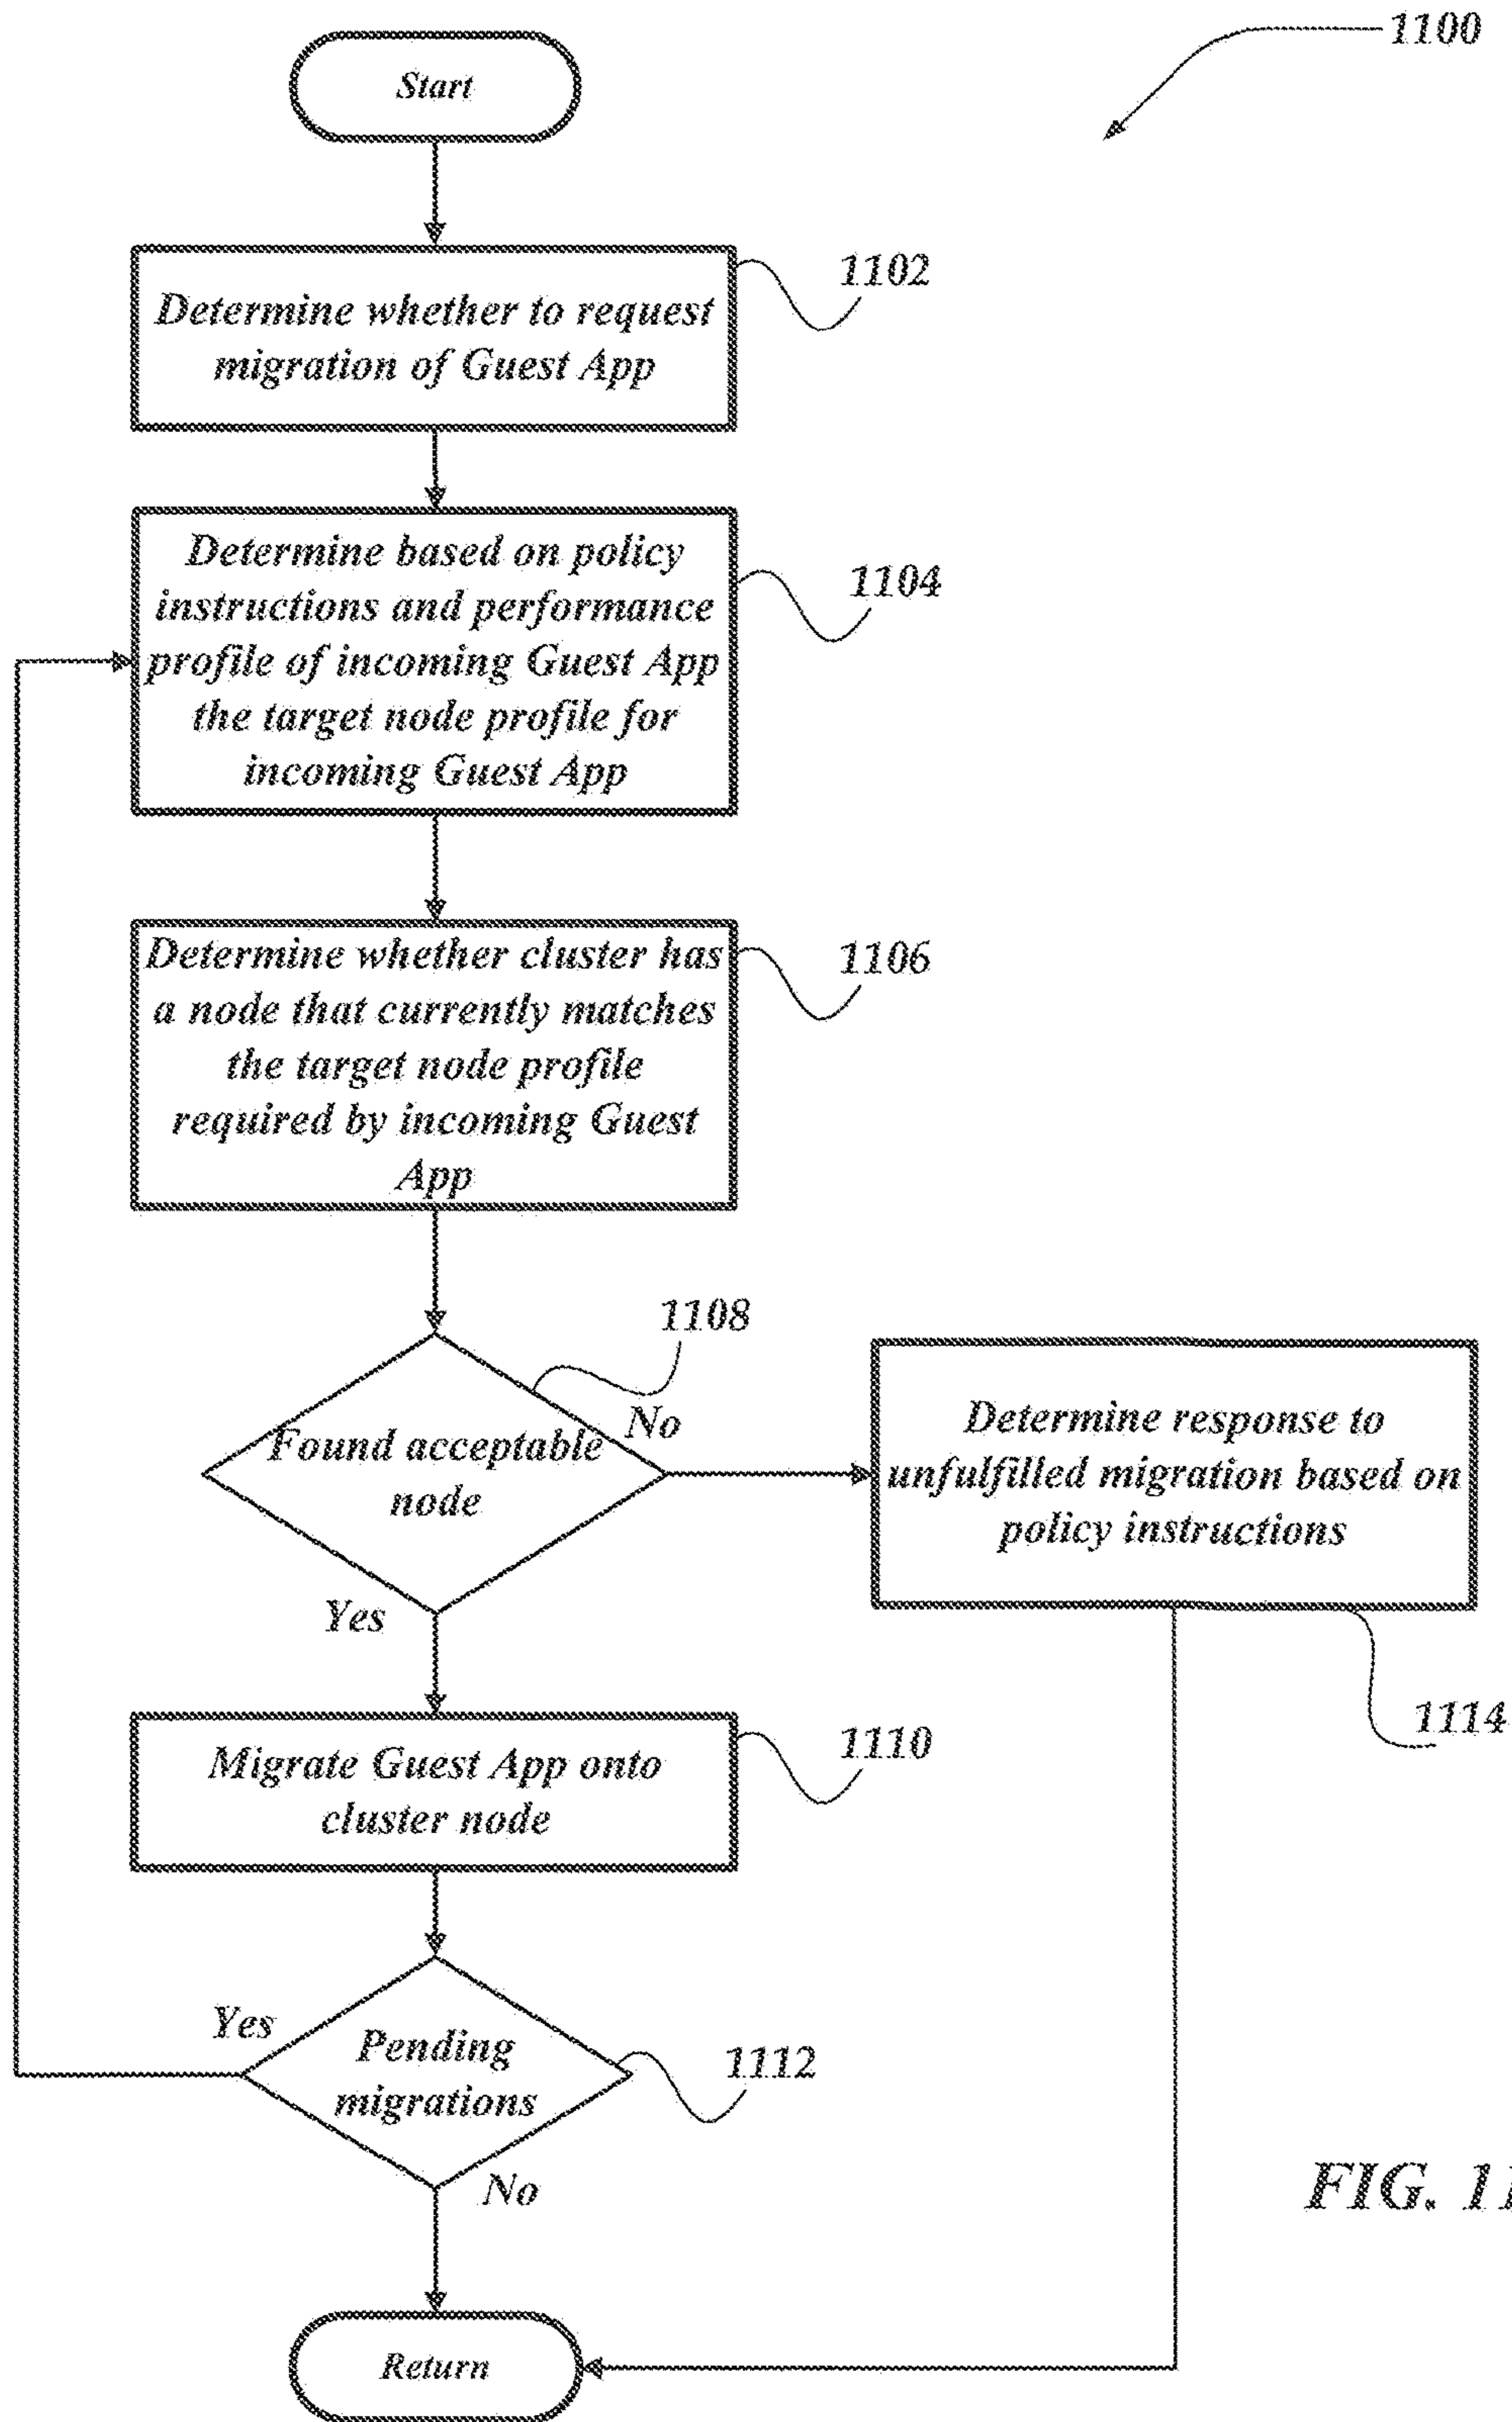 1100
Start
1102
Determine whether to request
migration of Guest App
Determine based on policy
instructions and performance
profile of incoming Guest App
the target node profile for
incoming Guest App
1104
Determine whether cluster has
a node that currently matches
the target node profile
required by incoming Guest
App
1106
1108
Found acceptable
node
No
Yes
Determine response to
unfulfilled migration based on
policy instructions
1114
Migrate Guest App onto
cluster node
1110
Yes
Pending
migrations
1112
No
FIG. 11
Return